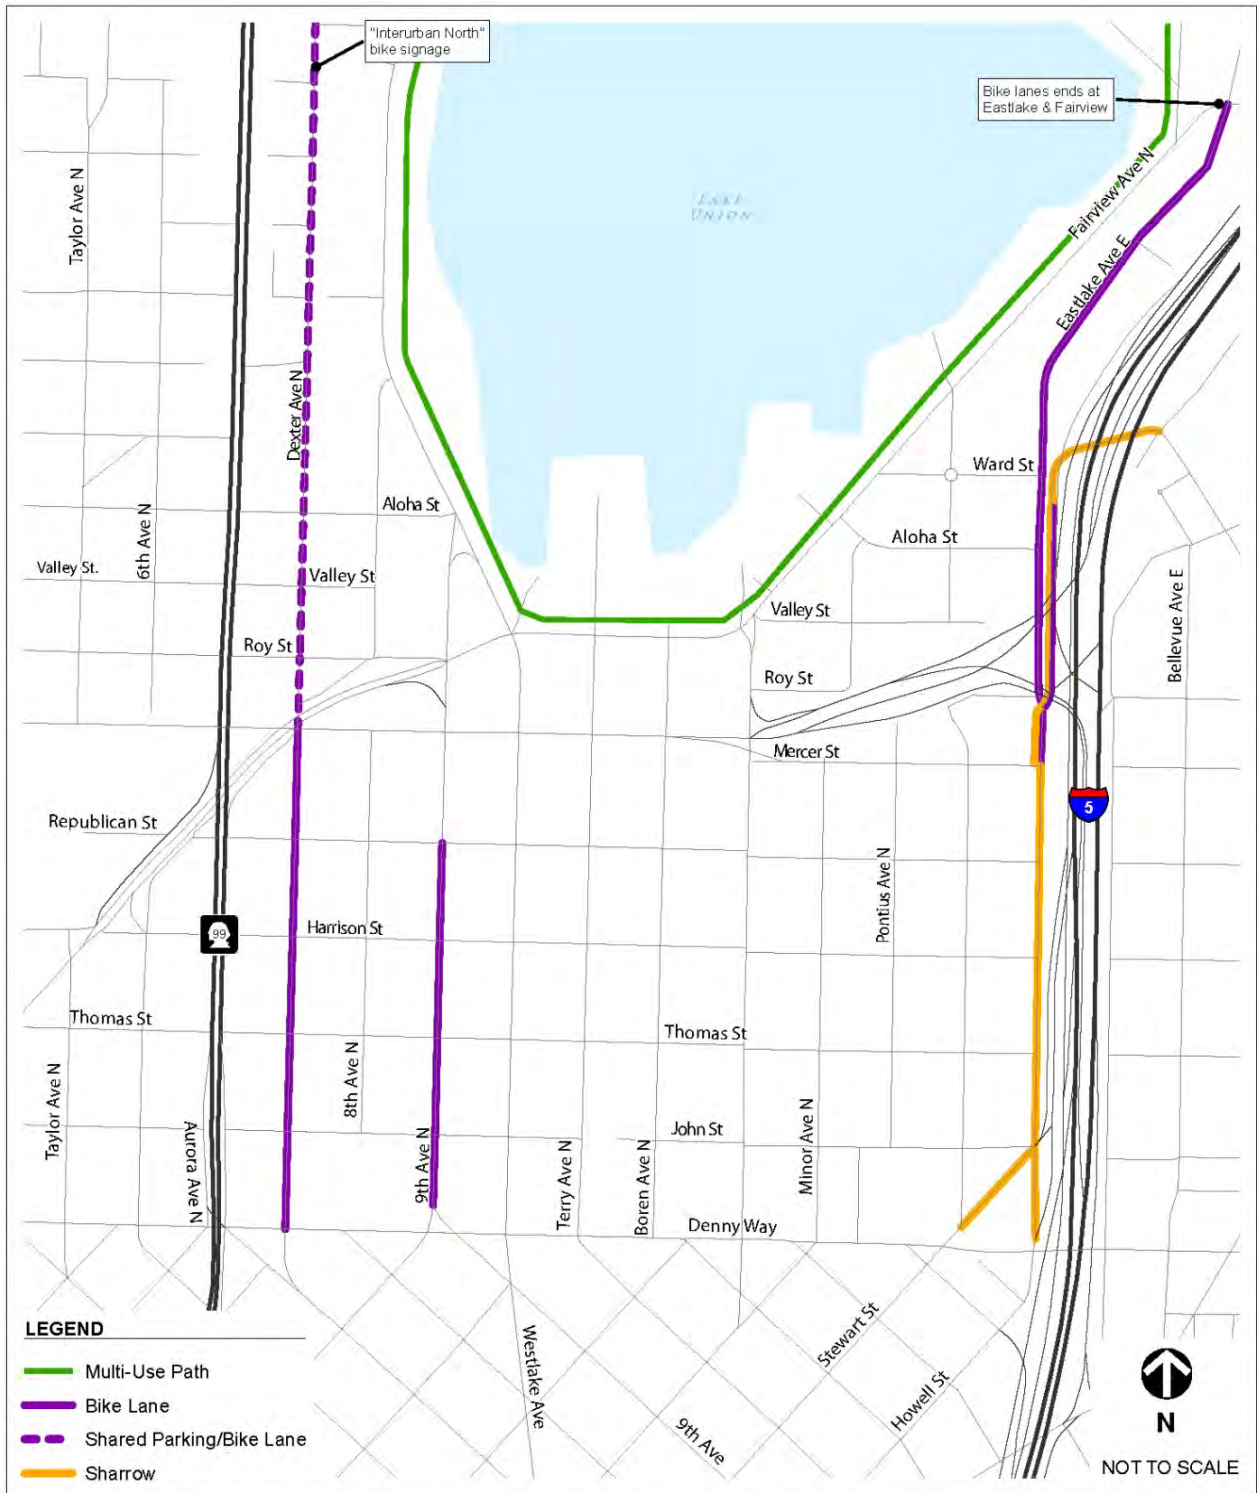 "Interurban North"
bike signage
Bike lanes ends at
Eastlake & Fairview
LAKE
UNION
Taylor Ave N
Fairview Ave N
Eastlake Ave E
Dexter Ave N
Ward St
Aloha St
6th Ave N
Aloha St
Valley St.
Valley St
Valley St
Bellevue Ave E
Roy St
Roy St
Mercer St
5
Republican St
Pontius Ave N
99
Harrison St
Thomas St
Thomas St
Taylor Ave N
8th Ave N
Aurora Ave N
9th Ave N
Terry Ave N
Boren Ave N
John St
Minor Ave N
Denny Way
Westlake Ave
Stewart St
Howell St
9th Ave
LEGEND
Multi-Use Path
Bike Lane
Shared Parking/Bike Lane
Sharrow
N
NOT TO SCALE